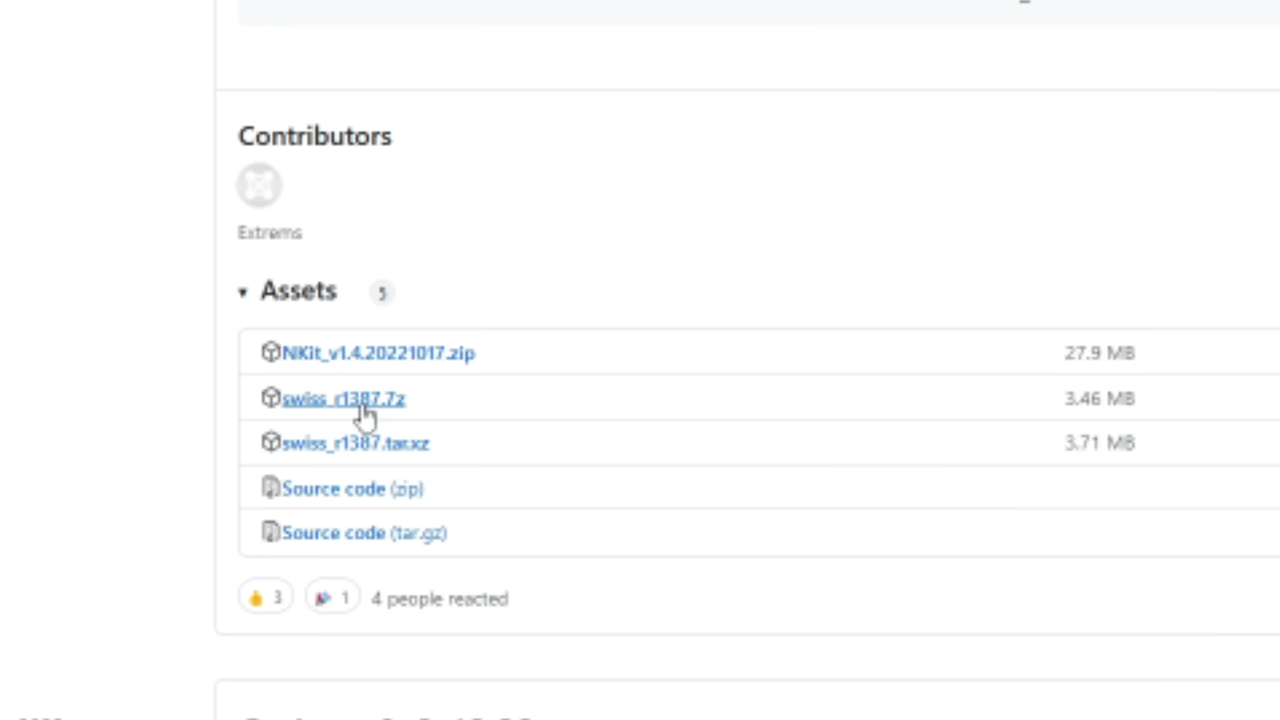 Contributors
Extrems
Assets 5
NKit_v1.4.20221017.zip 27.9 MB
swiss_r1387.7z 3.46 MB
swiss_r1387.tar.xz 3.71 MB
Source code (zip)
Source code (tar.gz)
3 1 4 people reacted